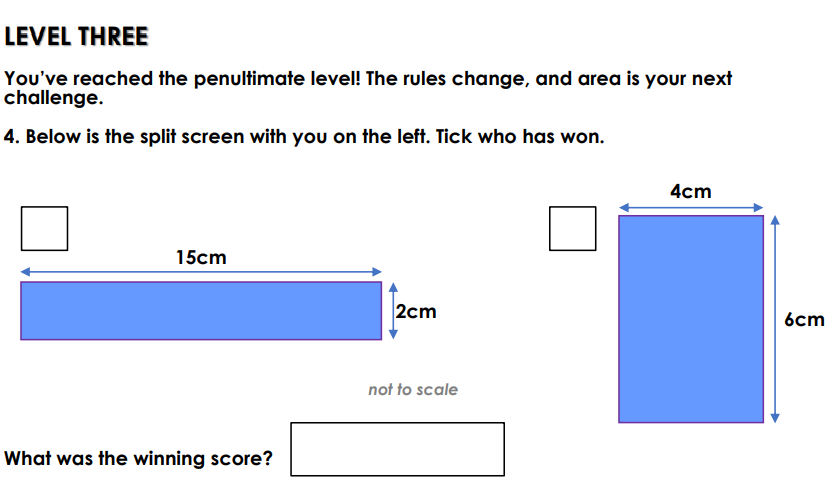 LEVEL THREE
You’ve reached the penultimate level! The rules change, and area is your next
challenge.
4. Below is the split screen with you on the left. Tick who has won.
4cm
15cm
2cm
6cm
not to scale
What was the winning score?